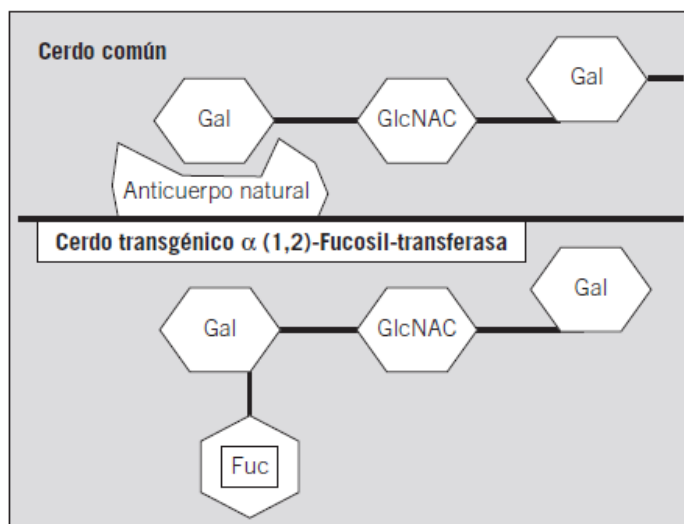 Cerdo común
Gal
Gal
GlcNAC
Anticuerpo natural
Cerdo transgénico α (1,2)-Fucosil-transferasa
Gal
Gal
GlcNAC
Fuc